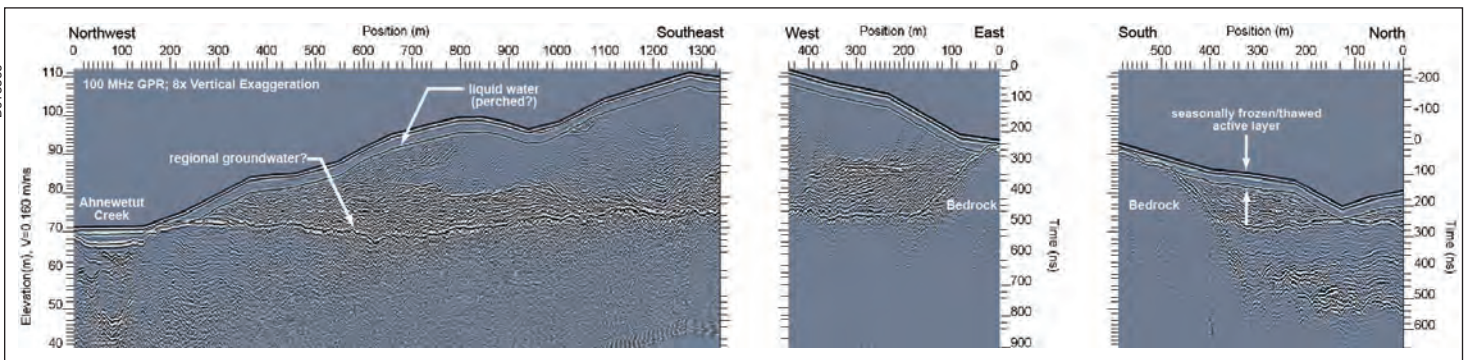 Northwest
Position (m)
Southeast
0 100 200 300 400 500 600 700 800 900 1000 1100 1200 1300
110
100
90
80
70
60
50
40
Elevation(m), V=0.160 m/ns
100 MHz GPR; 8x Vertical Exaggeration
liquid water
(perched?)
regional groundwater?
Ahnewetut
Creek
West
Position (m)
East
400 300 200 100 0
0
100
200
300
400
500
600
700
800
900
Time (ns)
Bedrock
South
Position (m)
North
500 400 300 200 100 0
-200
-100
0
100
200
300
400
500
600
Time (ns)
seasonally frozen/thawed
active layer
Bedrock